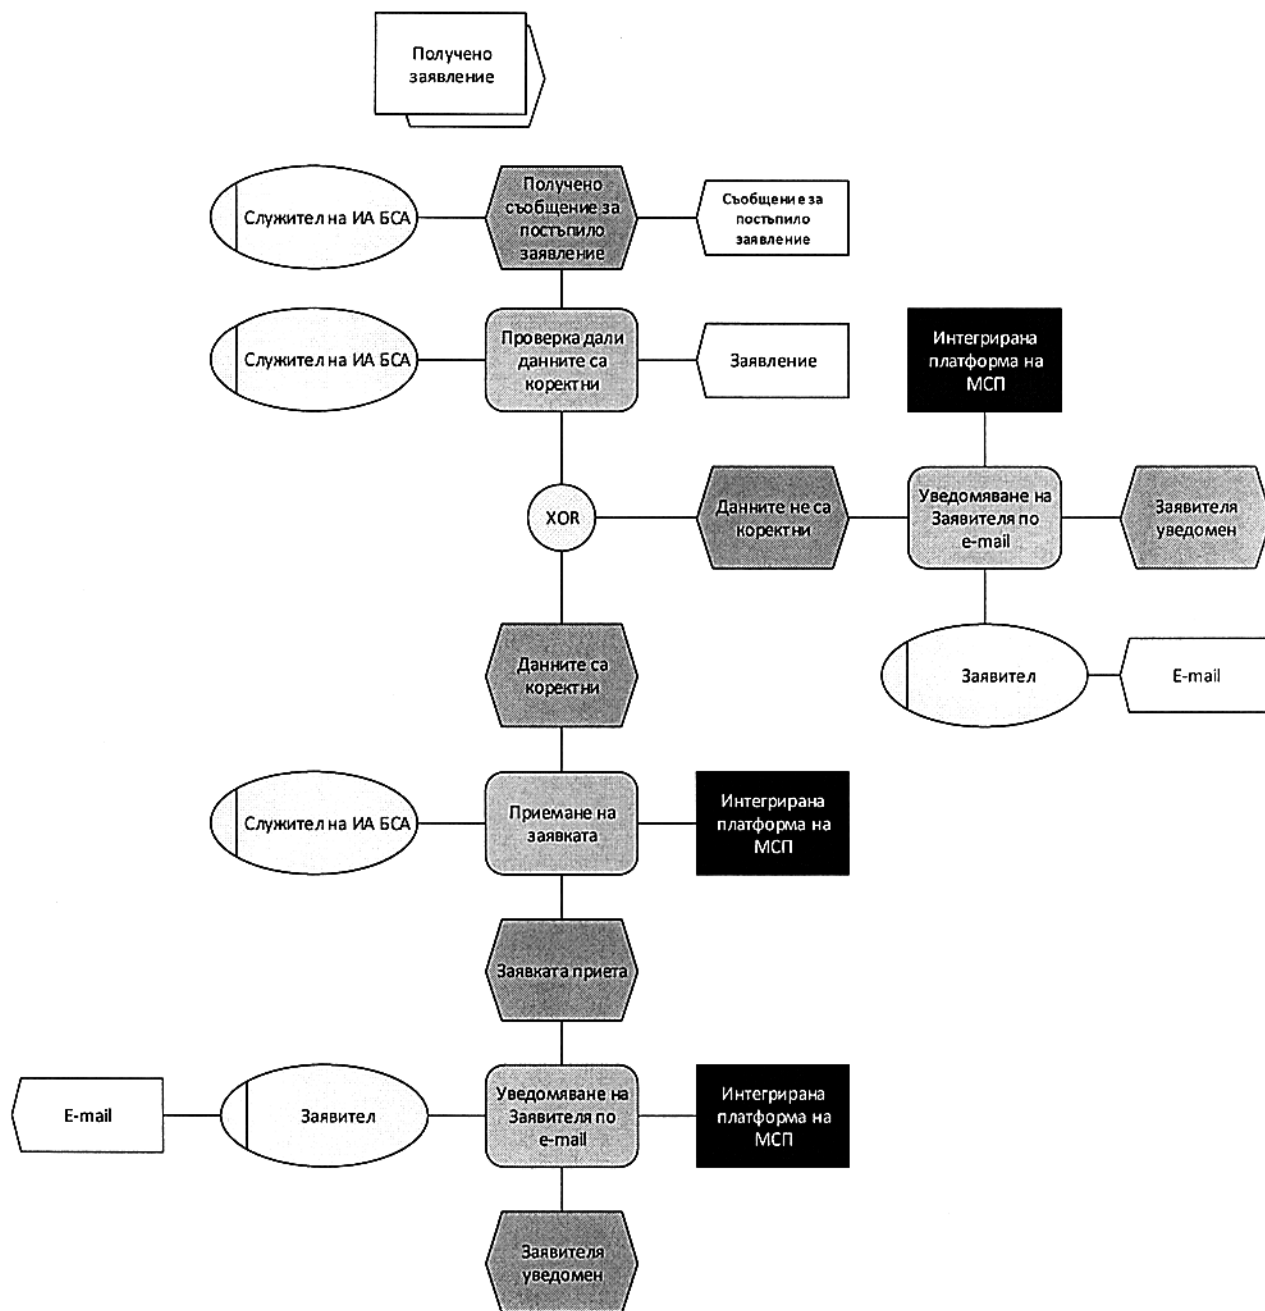 Получено
заявление
Служител на ИА БСА
Получено
съобщение за
постъпило
заявление
Съобщение за
постъпило
заявление
Служител на ИА БСА
Проверка дали
данните са
коректни
Заявление
Интегрирана
платформа на
МСП
XOR
Данните не са
коректни
Уведомяване на
Заявителя по
e-mail
Заявителя
уведомен
Данните са
коректни
Заявител
E-mail
Служител на ИА БСА
Приемане на
заявката
Интегрирана
платформа на
МСП
Заявката приета
E-mail
Заявител
Уведомяване на
Заявителя по
e-mail
Интегрирана
платформа на
МСП
Заявителя
уведомен